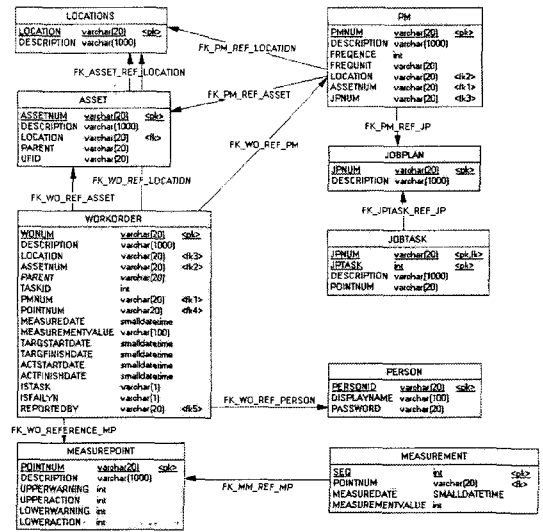 LOCATIONS
LOCATION varchar(20) <pk>
DESCRIPTION varchar(1000)
PM
PMNUM varchar(20) <pk>
DESCRIPTION varchar(1000)
FREQENCE int
FREQUNIT varchar(20)
LOCATION varchar(20) <fk2>
ASSETNUM varchar(20) <fk1>
JPNUM varchar(20) <fk3>
FK_PM_REF_LOCATION
FK_ASSET_REF_LOCATION
FK_PM_REF_ASSET
ASSET
ASSETNUM varchar(20) <pk>
DESCRIPTION varchar(1000)
LOCATION varchar(20) <fk>
PARENT varchar(20)
UFID varchar(20)
FK_PM_REF_JP
FK_WO_REF_PM
JOBPLAN
JPNUM varchar(20) <pk>
DESCRIPTION varchar(1000)
FK_WO_REF_LOCATION
FK_WO_REF_ASSET
FK_JPTASK_REF_JP
WORKORDER
WONUM varchar(20) <pk>
DESCRIPTION varchar(1000)
LOCATION varchar(20) <fk3>
ASSETNUM varchar(20) <fk2>
PARENT varchar(20)
TASKID int
PMNUM varchar(20) <fk1>
POINTNUM varchar(20) <fk4>
MEASUREDATE smalldatetime
MEASUREMENTVALUE varchar(100)
TARGSTARTDATE smalldatetime
TARGFINISHDATE smalldatetime
ACTSTARTDATE smalldatetime
ACTFINISHDATE smalldatetime
ISTASK varchar(1)
ISFAILYN varchar(1)
REPORTEDBY varchar(20) <fk5>
JOBTASK
JPNUM varchar(20) <pk,fk>
JPTASK int <pk>
DESCRIPTION varchar(1000)
POINTNUM varchar(20)
PERSON
PERSONID varchar(20) <pk>
DISPLAYNAME varchar(100)
PASSWORD varchar(20)
FK_WO_REF_PERSON
FK_WO_REFERENCE_MP
MEASUREPOINT
POINTNUM varchar(20) <pk>
DESCRIPTION varchar(1000)
UPPERWARNING int
UPPERACTION int
LOWERWARNING int
LOWERACTION int
FK_MM_REF_MP
MEASUREMENT
SEQ int <pk>
POINTNUM varchar(20) <fk>
MEASUREDATE SMALLDATETIME
MEASUREMENTVALUE int